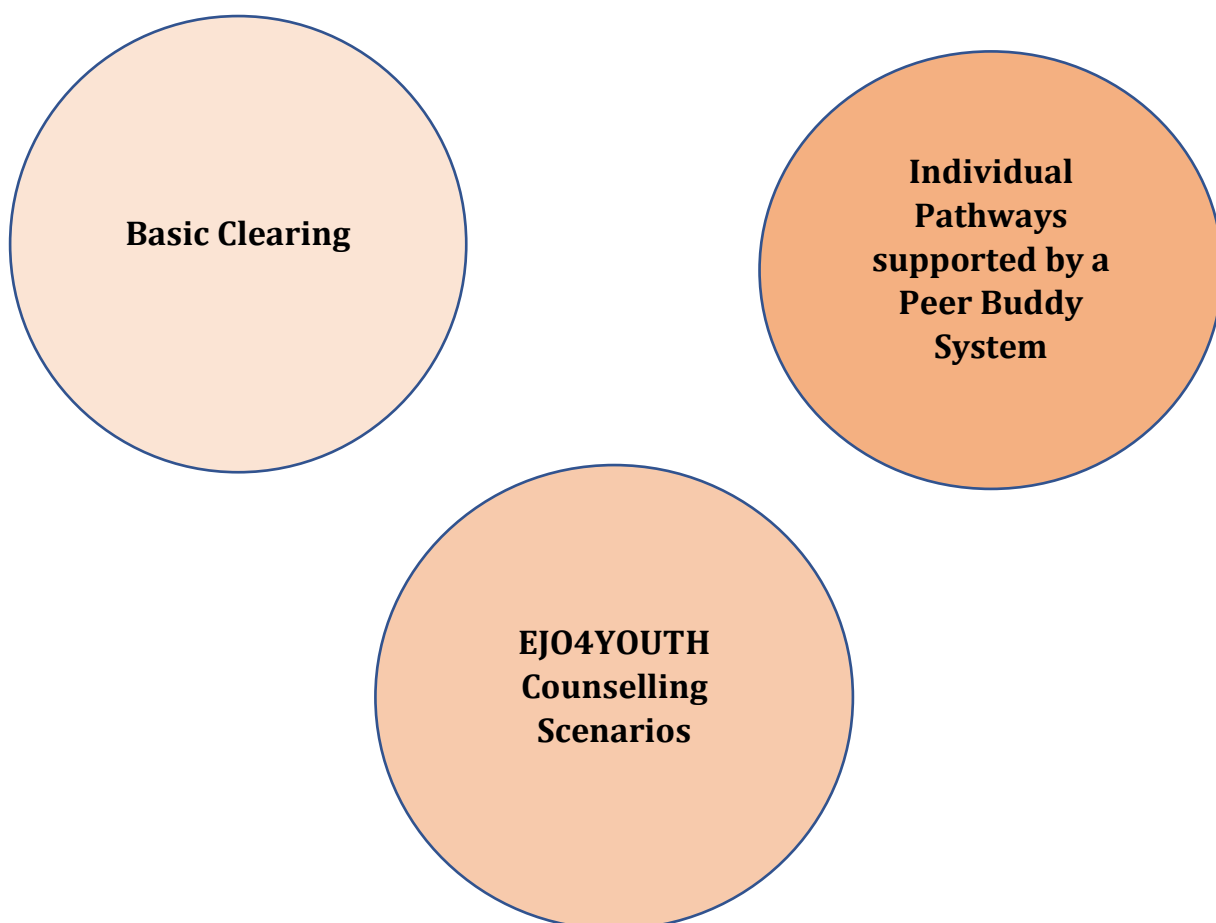 Basic Clearing
Individual
Pathways
supported by a
Peer Buddy
System
EJO4YOUTH
Counselling
Scenarios